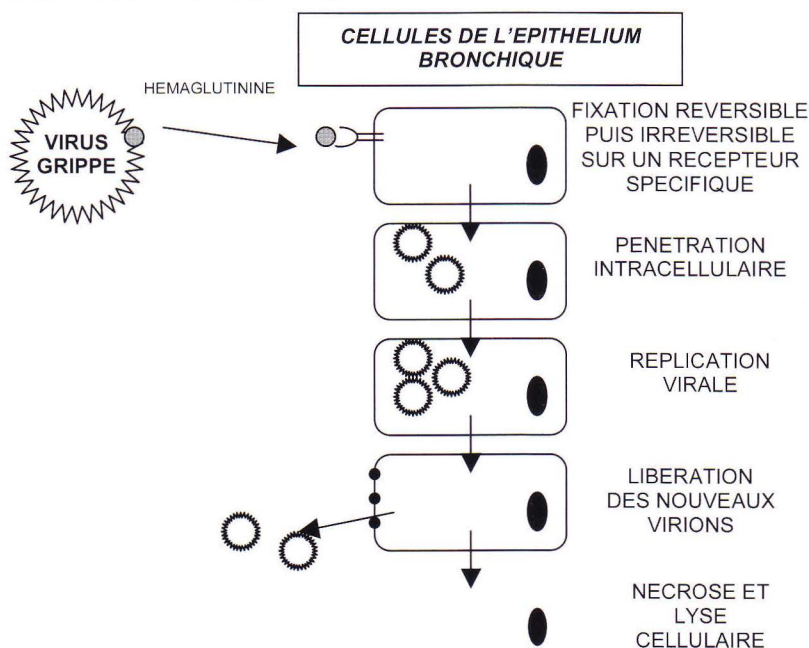 CELLULES DE L'EPITHELIUM
BRONCHIQUE
HEMAGLUTININE
VIRUS
GRIPPE
FIXATION REVERSIBLE
PUIS IRREVERSIBLE
SUR UN RECEPTEUR
SPECIFIQUE
PENETRATION
INTRACELLULAIRE
REPLICATION
VIRALE
LIBERATION
DES NOUVEAUX
VIRIONS
NECROSE ET
LYSE
CELLULAIRE